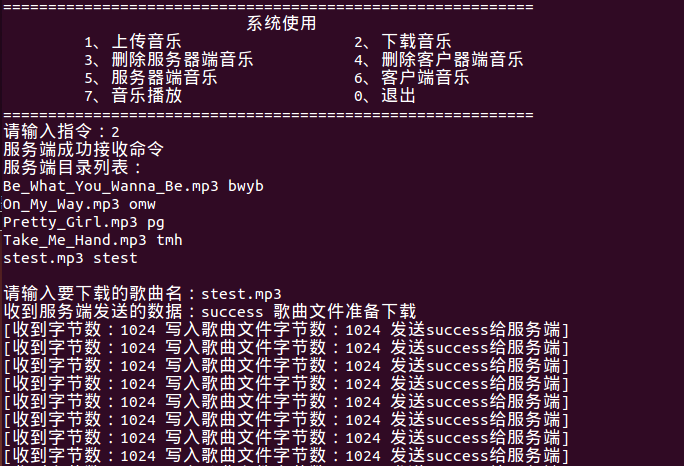 ===========================================================
系统使用
1、上传音乐 2、下载音乐
3、删除服务器端音乐 4、删除客户器端音乐
5、服务器端音乐 6、客户端音乐
7、音乐播放 0、退出
===========================================================
请输入指令：2
服务端成功接收命令
服务端目录列表：
Be_What_You_Wanna_Be.mp3 bwyb
On_My_Way.mp3 omw
Pretty_Girl.mp3 pg
Take_Me_Hand.mp3 tmh
stest.mp3 stest
请输入要下载的歌曲名：stest.mp3
收到服务端发送的数据：success 歌曲文件准备下载
[收到字节数：1024 写入歌曲文件字节数：1024 发送success给服务端]
[收到字节数：1024 写入歌曲文件字节数：1024 发送success给服务端]
[收到字节数：1024 写入歌曲文件字节数：1024 发送success给服务端]
[收到字节数：1024 写入歌曲文件字节数：1024 发送success给服务端]
[收到字节数：1024 写入歌曲文件字节数：1024 发送success给服务端]
[收到字节数：1024 写入歌曲文件字节数：1024 发送success给服务端]
[收到字节数：1024 写入歌曲文件字节数：1024 发送success给服务端]
[收到字节数：1024 写入歌曲文件字节数：1024 发送success给服务端]